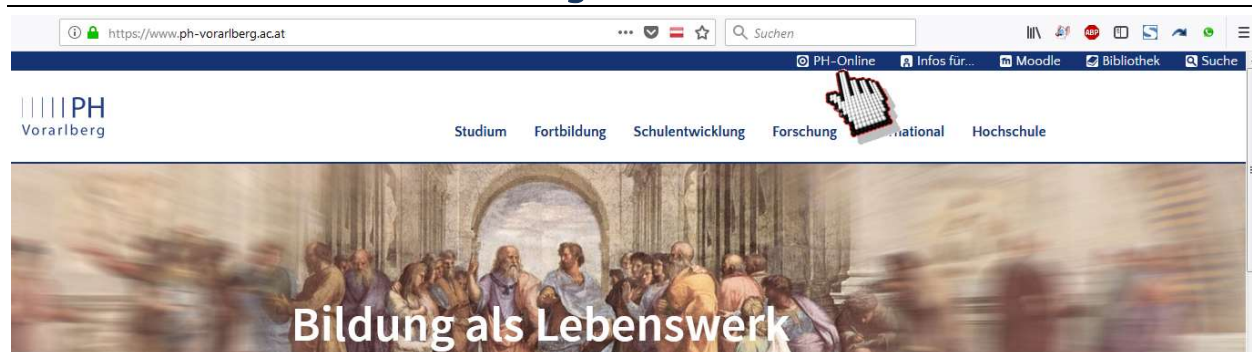 https://www.ph-vorarlberg.ac.at
Suchen
ABP
PH-Online Infos für... Moodle Bibliothek Suche
PH
Vorarlberg
Studium Fortbildung Schulentwicklung Forschung Hochschule
Bildung als Lebenswerk